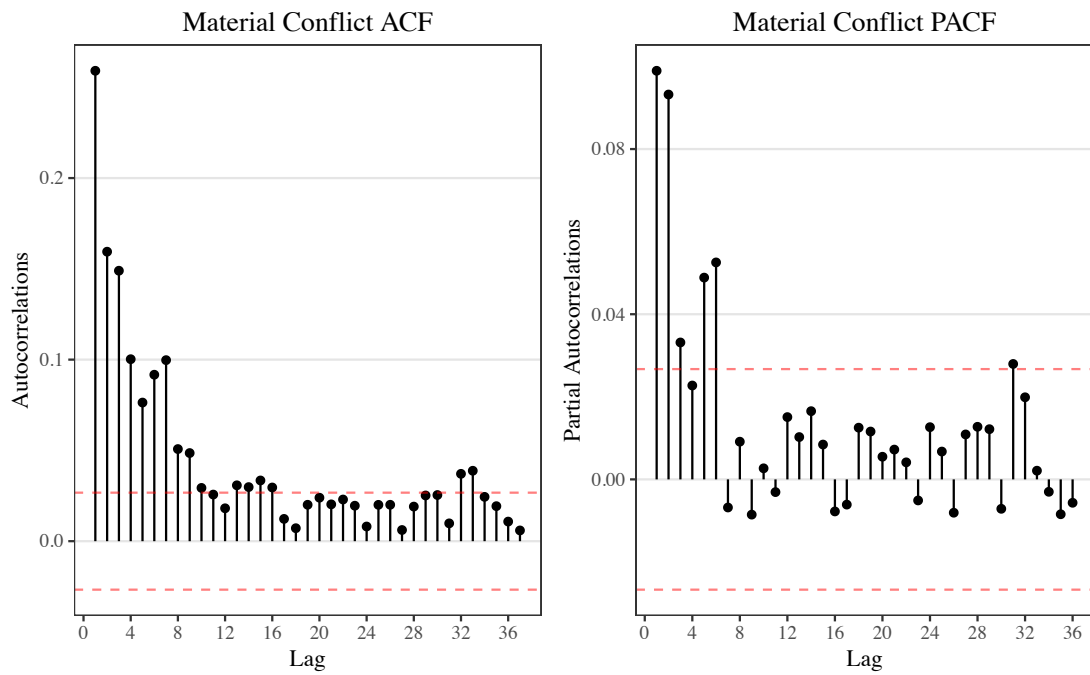 Material Conflict ACF
Autocorrelations
0.2
0.1
0.0
0 4 8 12 16 20 24 28 32 36
Lag
Material Conflict PACF
Partial Autocorrelations
0.08
0.04
0.00
0 4 8 12 16 20 24 28 32 36
Lag